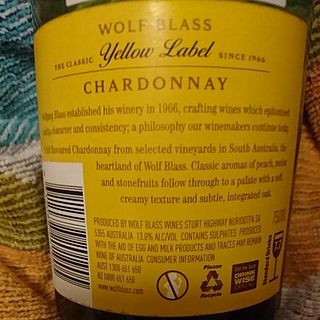 WOLF BLASS
THE CLASSIC Yellow Label SINCE 1966
CHARDONNAY
Wolfgang Blass established his winery in 1966, crafting wines which epitomised
quality, character and consistency; a philosophy our winemakers continue today.
flavoured Chardonnay from selected vineyards in South Australia, the
heartland of Wolf Blass. Classic aromas of peach, melon
and stonefruits follow through to a palate with a soft,
creamy texture and subtle, integrated oak.
PRODUCED BY WOLF BLASS WINES STURT HIGHWAY NURIOOTPA SA
5355 AUSTRALIA 13.0% ALC/VOL CONTAINS SULPHITES. PRODUCED
WITH THE AID OF EGG AND MILK PRODUCTS AND TRACES MAY REMAIN
WINE OF AUSTRALIA CONSUMER INFORMATION
AUST 1300 651 650
NZ 0800 661 650
www.wolfblass.com
Please
Recycle
DRINK
WISE
750ml
Standard Drinks